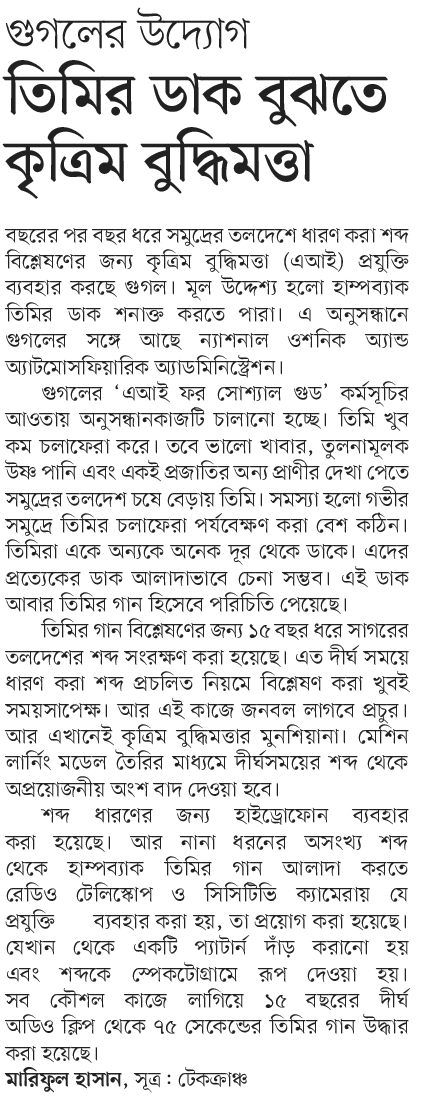 গুগলের উদ্যোগ
তিমির ডাক বুঝতে
কৃত্রিম বুদ্ধিমত্তা
বছরের পর বছর ধরে সমুদ্রের তলদেশে ধারণ করা শব্দ
বিশ্লেষণের জন্য কৃত্রিম বুদ্ধিমত্তা (এআই) প্রযুক্তি
ব্যবহার করছে গুগল। মূল উদ্দেশ্য হলো হাম্পব্যাক
তিমির ডাক শনাক্ত করতে পারা। এ অনুসন্ধানে
গুগলের সঙ্গে আছে ন্যাশনাল ওশনিক অ্যান্ড
অ্যাটমোসফিয়ারিক অ্যাডমিনিস্ট্রেশন।
গুগলের ‘এআই ফর সোশ্যাল গুড’ কর্মসূচির
আওতায় অনুসন্ধানকাজটি চালানো হচ্ছে। তিমি খুব
কম চলাফেরা করে। তবে ভালো খাবার, তুলনামূলক
উষ্ণ পানি এবং একই প্রজাতির অন্য প্রাণীর দেখা পেতে
সমুদ্রের তলদেশ চষে বেড়ায় তিমি। সমস্যা হলো গভীর
সমুদ্রে তিমির চলাফেরা পর্যবেক্ষণ করা বেশ কঠিন।
তিমিরা একে অন্যকে অনেক দূর থেকে ডাকে। এদের
প্রত্যেকের ডাক আলাদাভাবে চেনা সম্ভব। এই ডাক
আবার তিমির গান হিসেবে পরিচিতি পেয়েছে।
তিমির গান বিশ্লেষণের জন্য ১৫ বছর ধরে সাগরের
তলদেশের শব্দ সংরক্ষণ করা হয়েছে। এত দীর্ঘ সময়ে
ধারণ করা শব্দ প্রচলিত নিয়মে বিশ্লেষণ করা খুবই
সময়সাপেক্ষ। আর এই কাজে জনবল লাগবে প্রচুর।
আর এখানেই কৃত্রিম বুদ্ধিমত্তার মুনশিয়ানা। মেশিন
লার্নিং মডেল তৈরির মাধ্যমে দীর্ঘসময়ের শব্দ থেকে
অপ্রয়োজনীয় অংশ বাদ দেওয়া হবে।
শব্দ ধারণের জন্য হাইড্রোফোন ব্যবহার
করা হয়েছে। আর নানা ধরনের অসংখ্য শব্দ
থেকে হাম্পব্যাক তিমির গান আলাদা করতে
রেডিও টেলিস্কোপ ও সিসিটিভি ক্যামেরায় যে
প্রযুক্তি ব্যবহার করা হয়, তা প্রয়োগ করা হয়েছে।
যেখান থেকে একটি প্যাটার্ন দাঁড় করানো হয়
এবং শব্দকে স্পেকটোগ্রামে রূপ দেওয়া হয়।
সব কৌশল কাজে লাগিয়ে ১৫ বছরের দীর্ঘ
অডিও ক্লিপ থেকে ৭৫ সেকেন্ডের তিমির গান উদ্ধার
করা হয়েছে।
মারিফুল হাসান, সূত্র : টেকক্রাঞ্চ